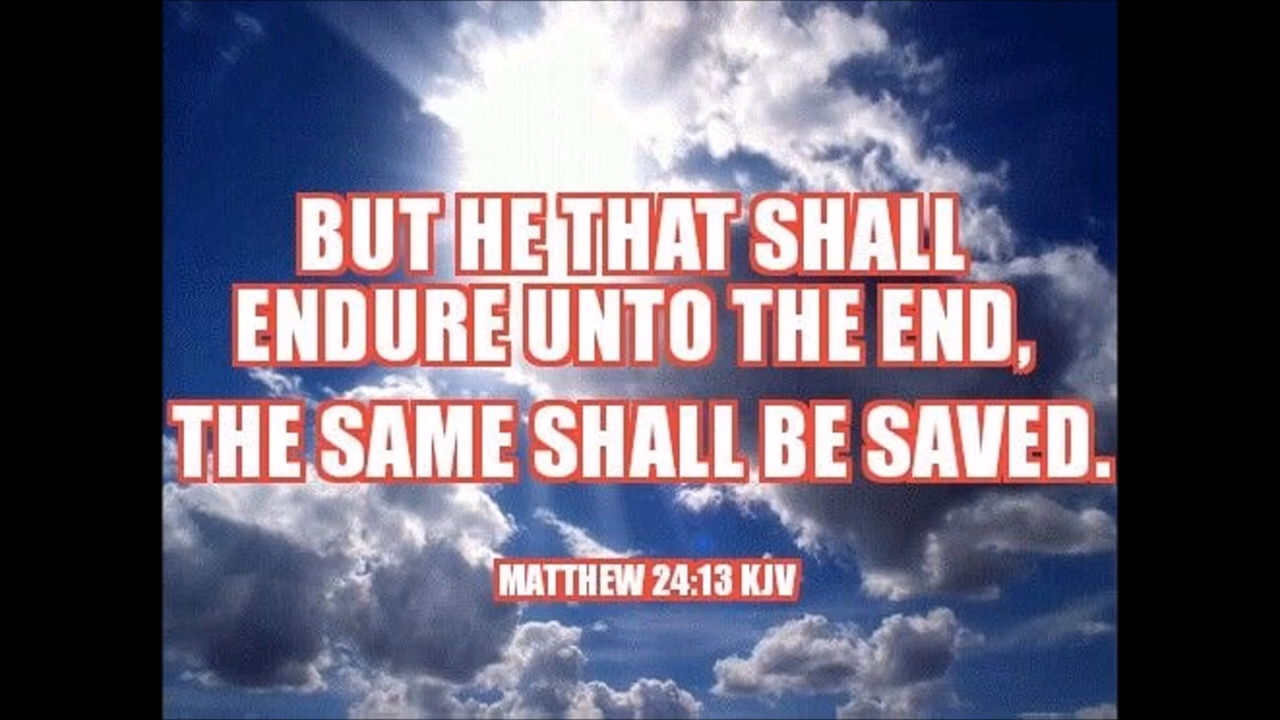 BUT HE THAT SHALL
ENDURE UNTO THE END,
THE SAME SHALL BE SAVED.
MATTHEW 24:13 KJV